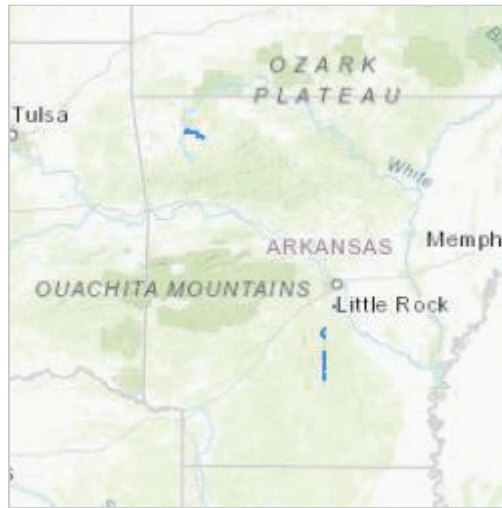 OZARK
PLATEAU
Tulsa
White
ARKANSAS
Memph
OUACHITA MOUNTAINS
Little Rock